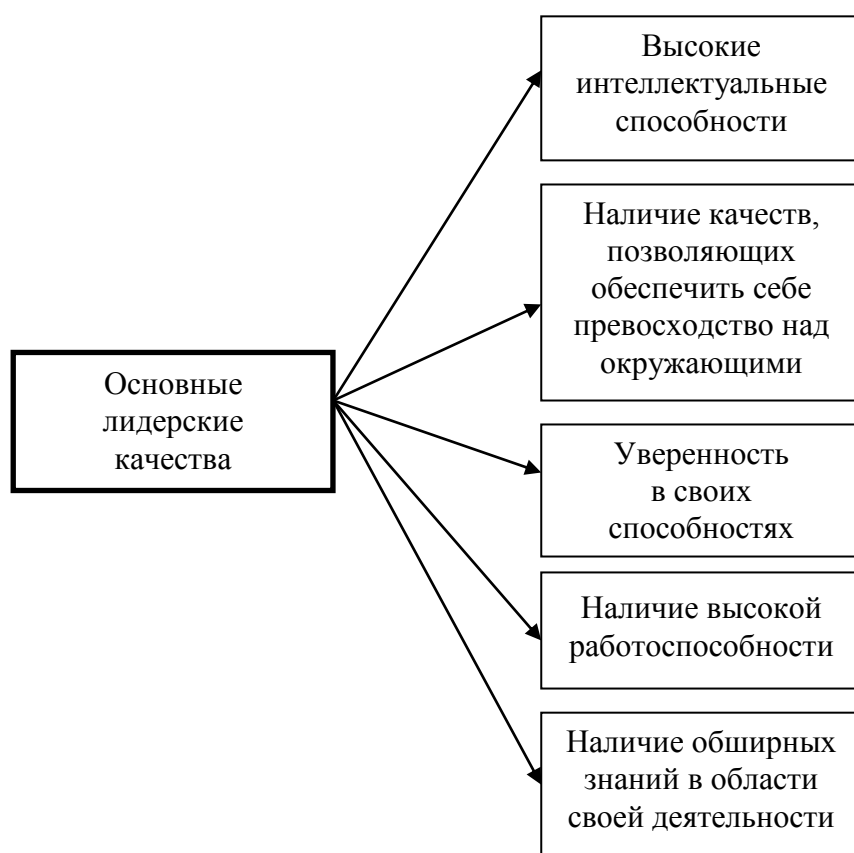 Высокие
интеллектуальные
способности
Наличие качеств,
позволяющих
обеспечить себе
превосходство над
окружающими
Основные
лидерские
качества
Уверенность
в своих
способностях
Наличие высокой
работоспособности
Наличие обширных
знаний в области
своей деятельности